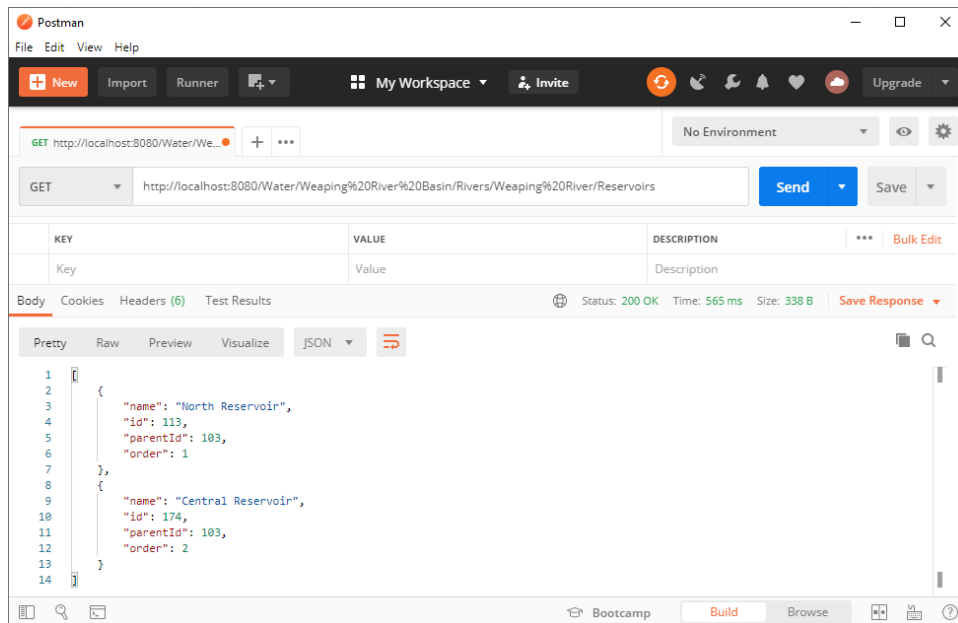 Postman
File Edit View Help
New Import Runner My Workspace Invite Upgrade
GET http://localhost:8080/Water/We... No Environment
GET http://localhost:8080/Water/Weaping%20River%20Basin/Rivers/Weaping%20River/Reservoirs Send Save
KEY VALUE DESCRIPTION Bulk Edit
Key Value Description
Body Cookies Headers (6) Test Results Status: 200 OK Time: 565 ms Size: 338 B Save Response
Pretty Raw Preview Visualize JSON
1 [
2 {
3 "name": "North Reservoir",
4 "id": 113,
5 "parentId": 103,
6 "order": 1
7 },
8 {
9 "name": "Central Reservoir",
10 "id": 174,
11 "parentId": 103,
12 "order": 2
13 }
14 ]
Bootcamp Build Browse